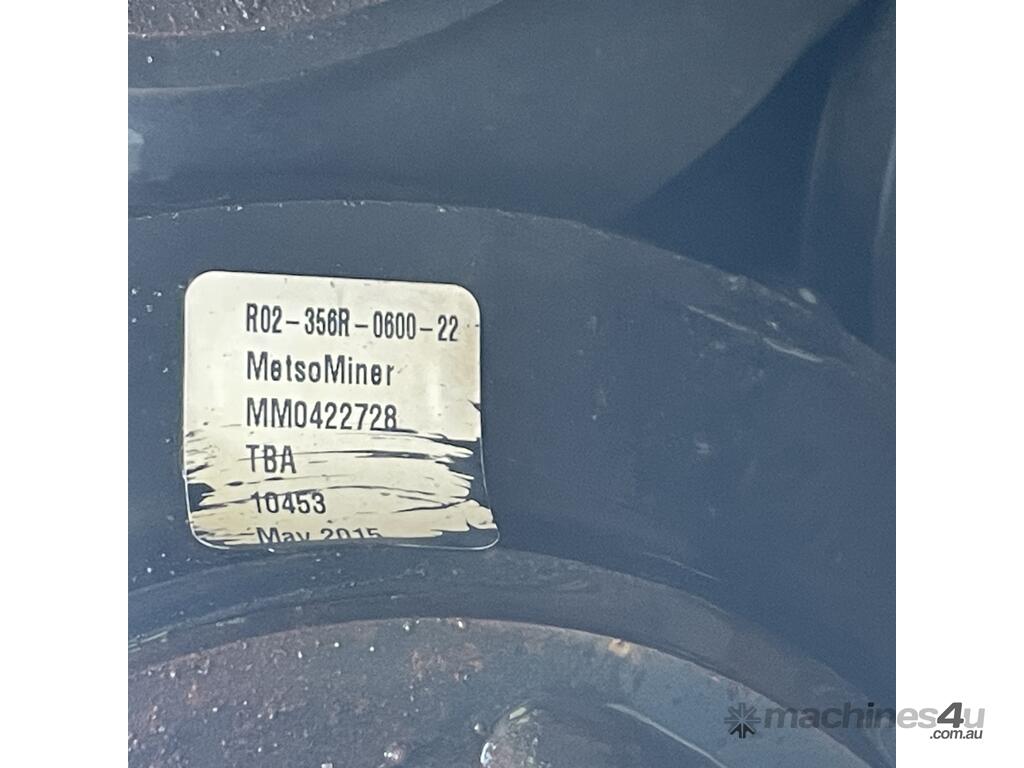 R02-356R-0600-22
MetsoMiner
MM0422728
TBA
10453
May 2015
machines4u
.com.au